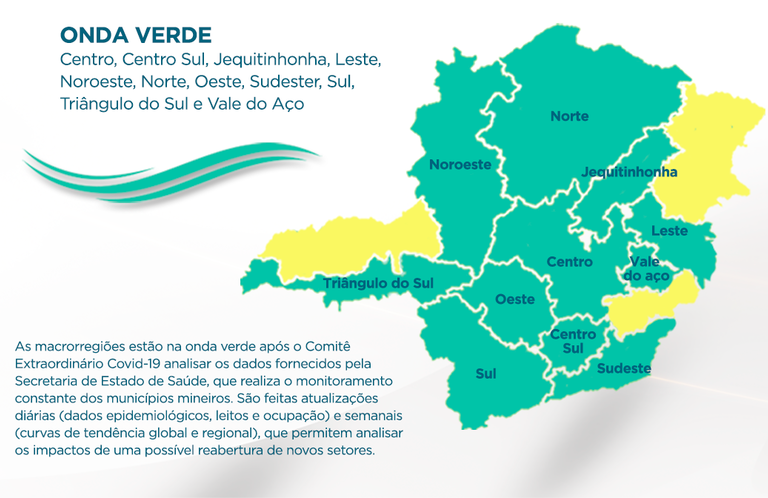 ONDA VERDE
Centro, Centro Sul, Jequitinhonha, Leste,
Noroeste, Norte, Oeste, Sudester, Sul,
Triângulo do Sul e Vale do Aço
Norte
Noroeste
Jequitinhonha
Leste
Centro
Vale
do aço
Triângulo do Sul
Oeste
Centro
Sul
Sudeste
Sul
As macrorregiões estão na onda verde após o Comitê
Extraordinário Covid-19 analisar os dados fornecidos pela
Secretaria de Estado de Saúde, que realiza o monitoramento
constante dos municípios mineiros. São feitas atualizações
diárias (dados epidemiológicos, leitos e ocupação) e semanais
(curvas de tendência global e regional), que permitem analisar
os impactos de uma possível reabertura de novos setores.